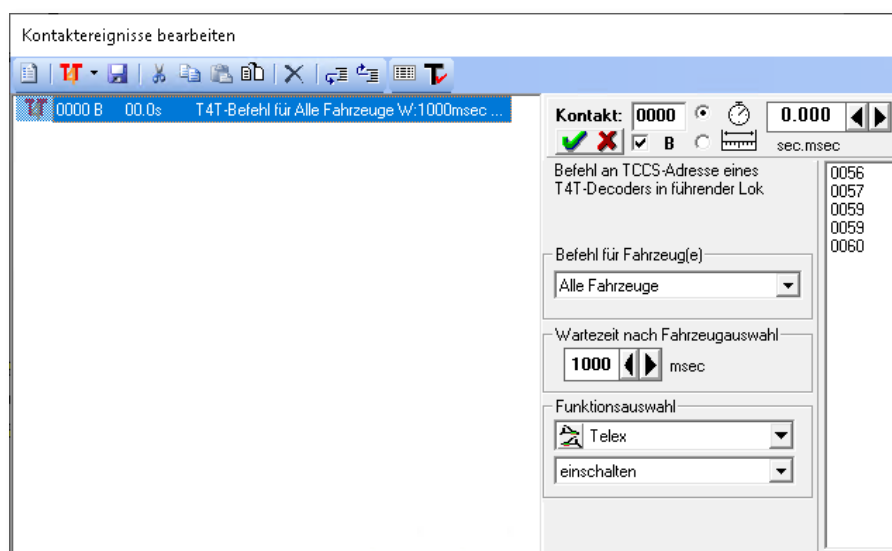 Kontaktereignisse bearbeiten
0000 B 00.0s T4T-Befehl für Alle Fahrzeuge W:1000msec ...
Kontakt: 0000 0.000
B sec.msec
Befehl an TCCS-Adresse eines
T4T-Decoders in führender Lok
0056
0057
0059
0059
0060
Befehl für Fahrzeug(e)
Alle Fahrzeuge
Wartezeit nach Fahrzeugauswahl
1000 msec
Funktionsauswahl
Telex
einschalten